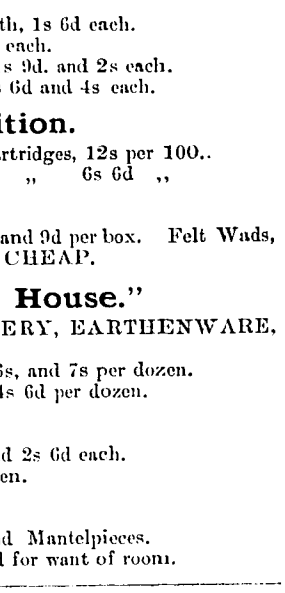 th, 1s 6d each.
each.
s 9d. and 2s each.
6d and 4s each.
ition.
rtridges, 12s per 100..
,, 6s 6d ,,
and 9d per box. Felt Wads,
CHEAP.
House."
ERY, EARTHENWARE,
6s, and 7s per dozen.
4s 6d per dozen.
d 2s 6d each.
en.
d Mantelpieces.
l for want of room.